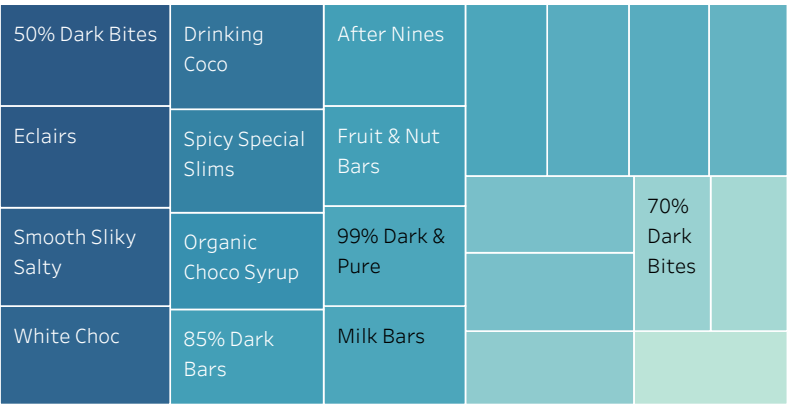 50% Dark Bites
Eclairs
Smooth Sliky
Salty
White Choc
Drinking
Coco
Spicy Special
Slims
Organic
Choco Syrup
85% Dark
Bars
After Nines
Fruit & Nut
Bars
99% Dark &
Pure
Milk Bars
70%
Dark
Bites